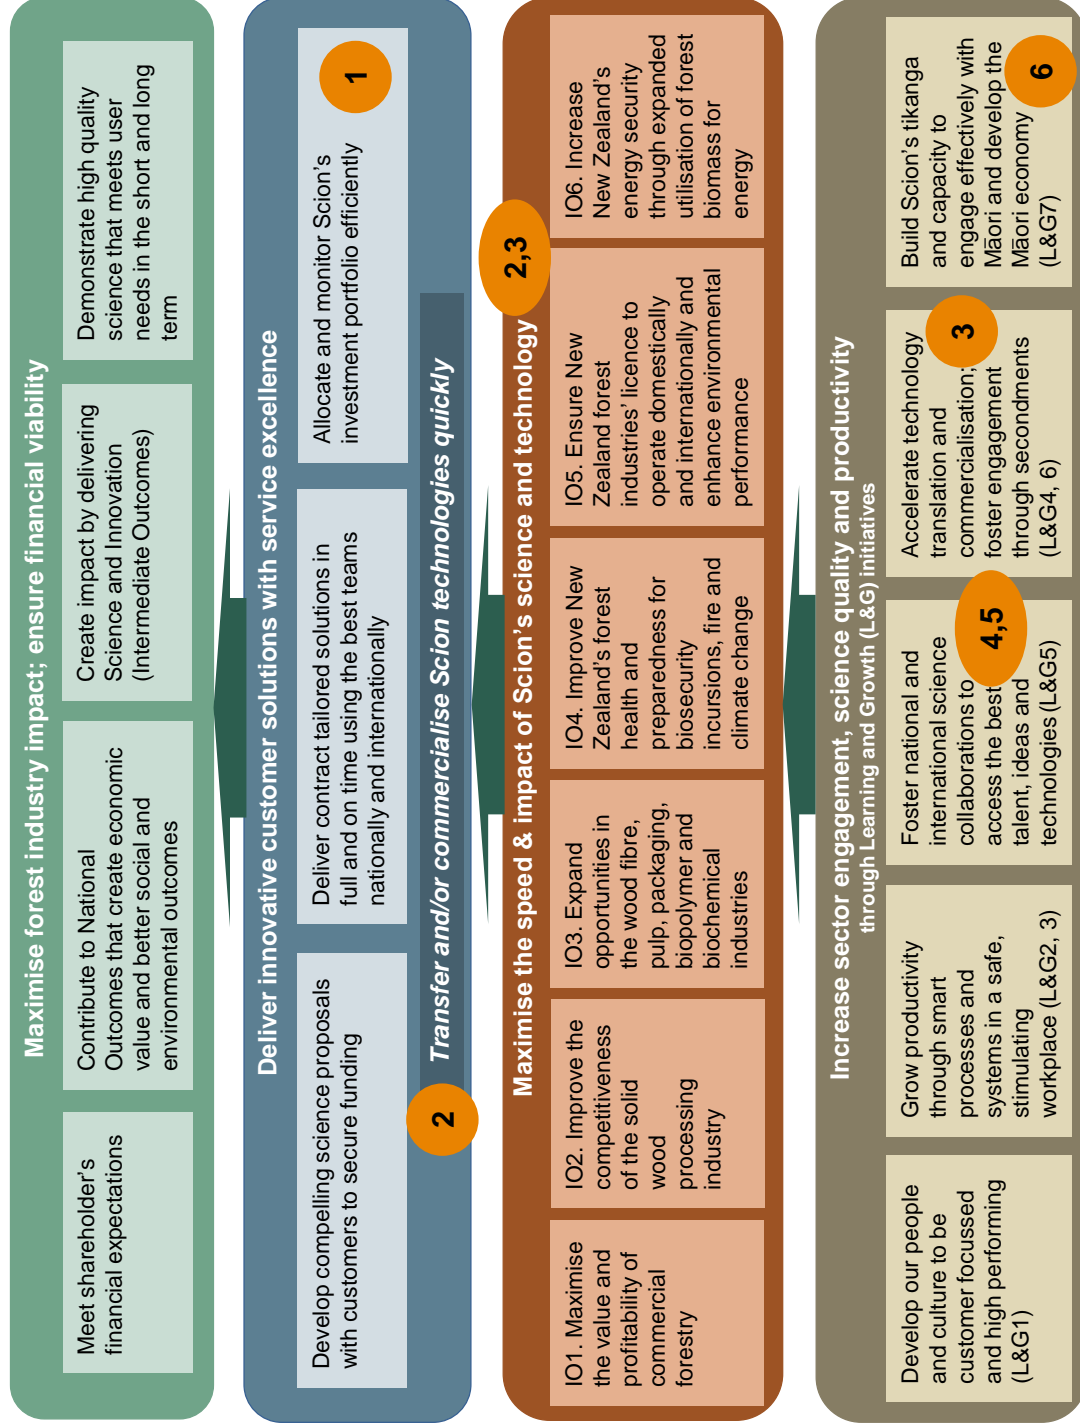 Maximise forest industry impact; ensure financial viability
Meet shareholder's
financial expectations
Contribute to National
Outcomes that create economic
value and better social and
environmental outcomes
Create impact by delivering
Science and Innovation
(Intermediate Outcomes)
Demonstrate high quality
science that meets user
needs in the short and long
term
Deliver innovative customer solutions with service excellence
Develop compelling science proposals
with customers to secure funding
Deliver contract tailored solutions in
full and on time using the best teams
nationally and internationally
Allocate and monitor Scion's
investment portfolio efficiently
1
2
Transfer and/or commercialise Scion technologies quickly
Maximise the speed & impact of Scion's science and technology
2,3
IO1. Maximise
the value and
profitability of
commercial
forestry
IO2. Improve the
competitiveness
of the solid
wood
processing
industry
IO3. Expand
opportunities in
the wood fibre,
pulp, packaging,
biopolymer and
biochemical
industries
IO4. Improve New
Zealand's forest
health and
preparedness for
biosecurity
incursions, fire and
climate change
IO5. Ensure New
Zealand forest
industries' licence to
operate domestically
and internationally and
enhance environmental
performance
IO6. Increase
New Zealand's
energy security
through expanded
utilisation of forest
biomass for
energy
Increase sector engagement, science quality and productivity
through Learning and Growth (L&G) initiatives
Develop our people
and culture to be
customer focussed
and high performing
(L&G1)
Grow productivity
through smart
processes and
systems in a safe,
stimulating
workplace (L&G2, 3)
Foster national and
international science
collaborations to
access the best
talent, ideas and
technologies (L&G5)
4,5
Accelerate technology
translation and
commercialisation;
foster engagement
through secondments
(L&G4, 6)
3
Build Scion's tikanga
and capacity to
engage effectively with
Māori and develop the
Māori economy
(L&G7)
6